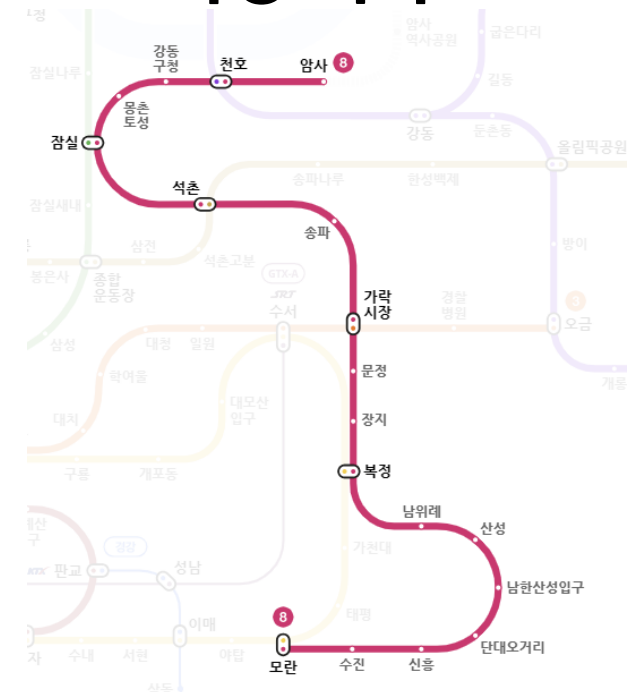 암사
역사공원
굽은다리
잠실나루
강동
구청
천호
암사
8
길동
몽촌
토성
강동
둔촌동
잠실
올림픽공원
석촌
송파나루
한성백제
잠실새내
송파
삼전
석촌고분
방이
봉은사
종합
운동장
GTX-A
SRT
수서
가락
시장
경찰
병원
3
오금
삼성
대청
일원
문정
학여울
개롱
대모산
입구
대치
장지
구룡
개포동
복정
남위례
산성
경강
가천대
KTX
판교
성남
남한산성입구
8
태평
이매
단대오거리
수내
서현
야탑
모란
수진
신흥